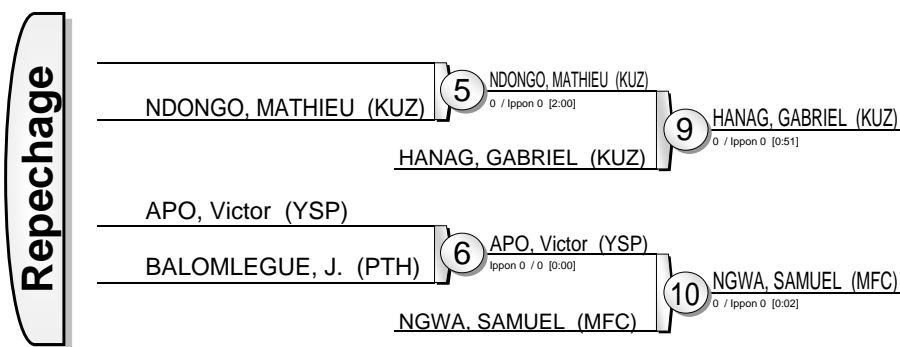 Repechage
NDONGO, MATHIEU (KUZ)
5
NDONGO, MATHIEU (KUZ)
0 / Ippon 0 [2:00]
HANAG, GABRIEL (KUZ)
9
HANAG, GABRIEL (KUZ)
0 / Ippon 0 [0:51]
APO, Victor (YSP)
BALOMLEGUE, J. (PTH)
6
APO, Victor (YSP)
Ippon 0 / 0 [0:00]
NGWA, SAMUEL (MFC)
10
NGWA, SAMUEL (MFC)
0 / Ippon 0 [0:02]